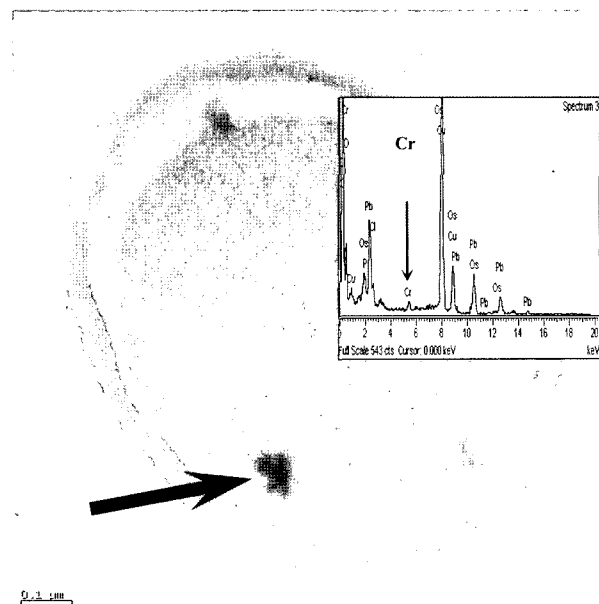 Spectrum 3
Cr
Pb
Cl
Os
P
Cu
Cr
Os
Cu
Os
Cu
Pb
Pb
Os
Pb
Pb
Os
Pb
2 4 6 8 10 12 14 16 18 20
Full Scale 543 cts Cursor: 0.000 keV
keV
0.1 µm